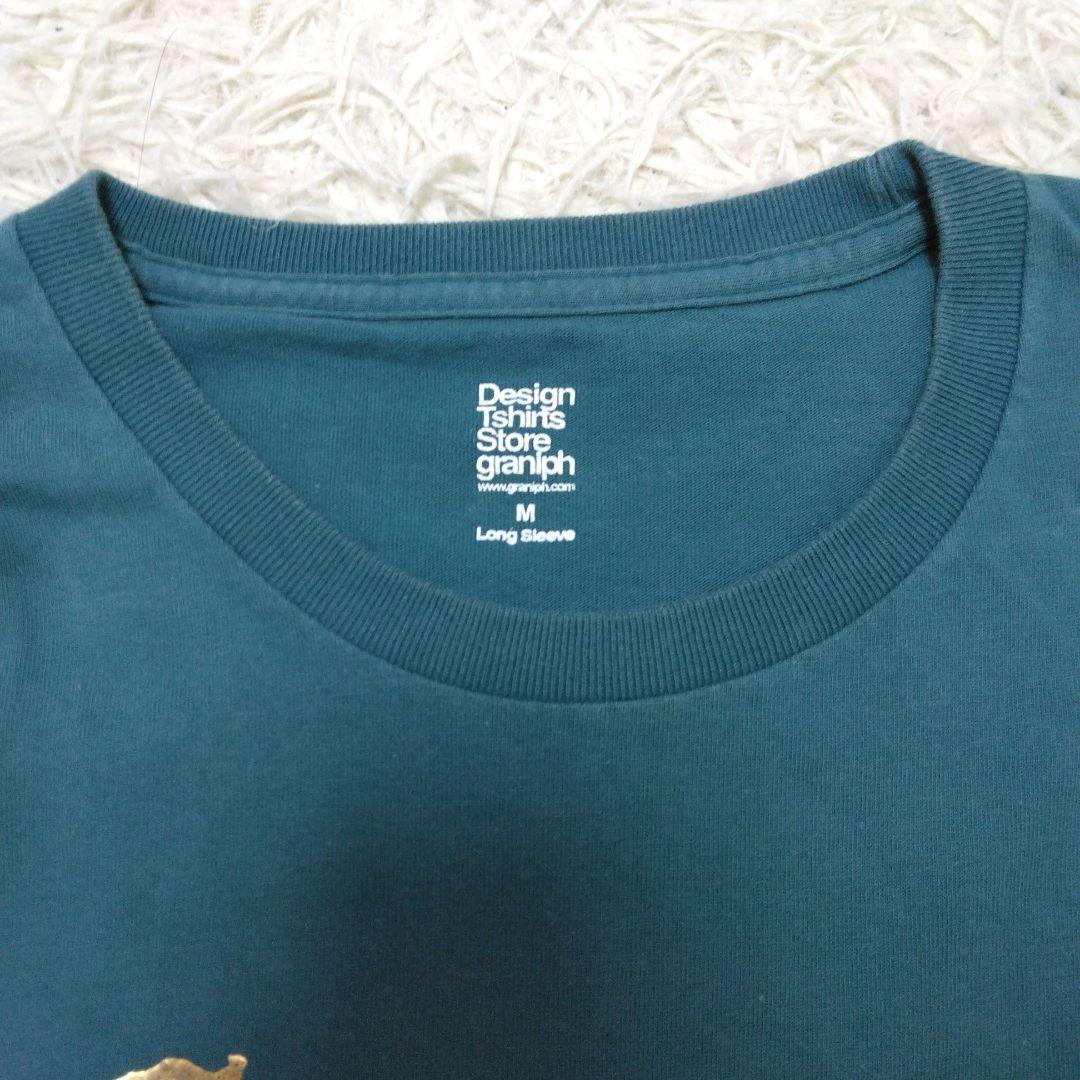 Design
Tshirts
Store
graniph
www.graniph.com
M
Long Sleeve